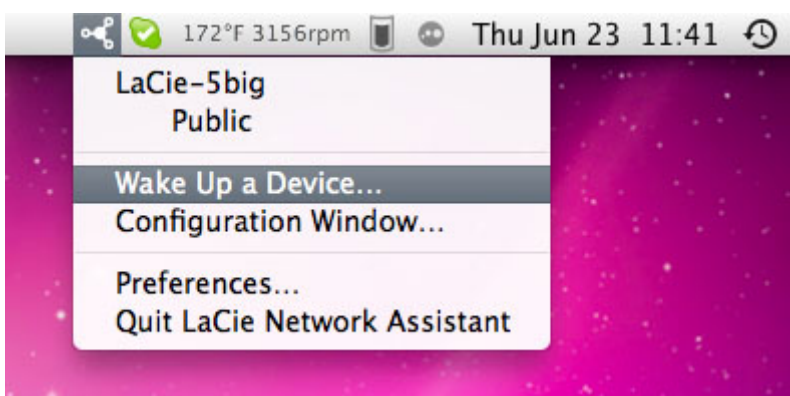 172°F 3156rpm Thu Jun 23 11:41
LaCie-5big
Public
Wake Up a Device...
Configuration Window...
Preferences...
Quit LaCie Network Assistant